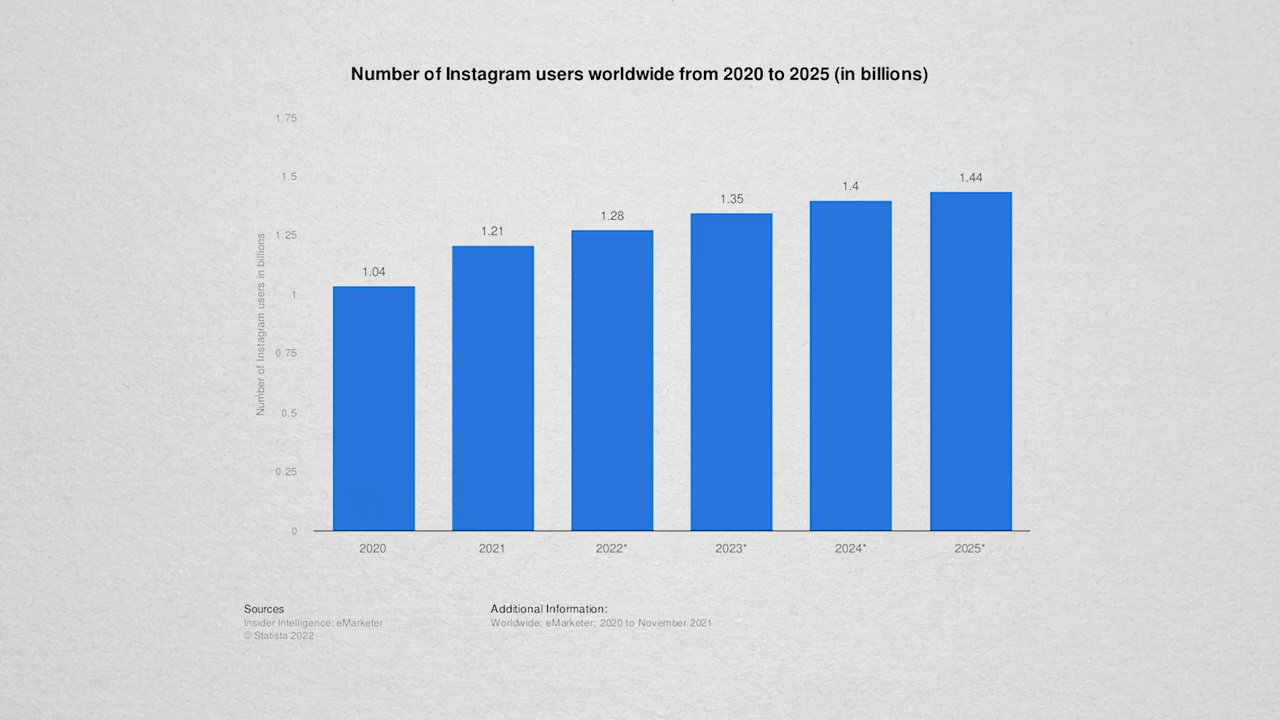 Number of Instagram users worldwide from 2020 to 2025 (in billions)
1.75
1.5
1.25
1
0.75
0.5
0.25
0
Number of Instagram users in billions
1.04
1.21
1.28
1.35
1.4
1.44
2020
2021
2022*
2023*
2024*
2025*
Sources
Insider Intelligence; eMarketer
© Statista 2022
Additional Information:
Worldwide; eMarketer; 2020 to November 2021